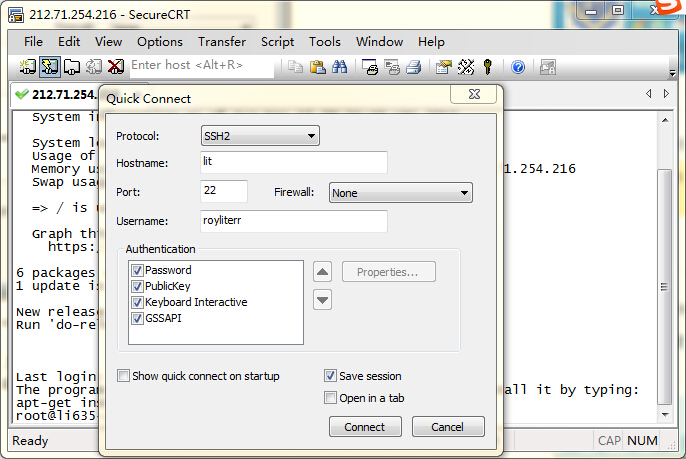 212.71.254.216 - SecureCRT
File Edit View Options Transfer Script Tools Window Help
Enter host <Alt+R>
212.71.254.
Quick Connect
System in
Protocol: SSH2
System l
Usage of
Hostname: lit
Memory us 1.254.216
Swap usag
Port: 22 Firewall: None
=> / is u
Username: royliterr
Graph th
https:/
Authentication
6 packages Password Properties...
1 update is PublicKey
Keyboard Interactive
New releas GSSAPI
Run 'do-rel
Last login Show quick connect on startup Save session
The program all it by typing:
apt-get ins Open in a tab
root@li635- Connect Cancel
Ready CAP NUM